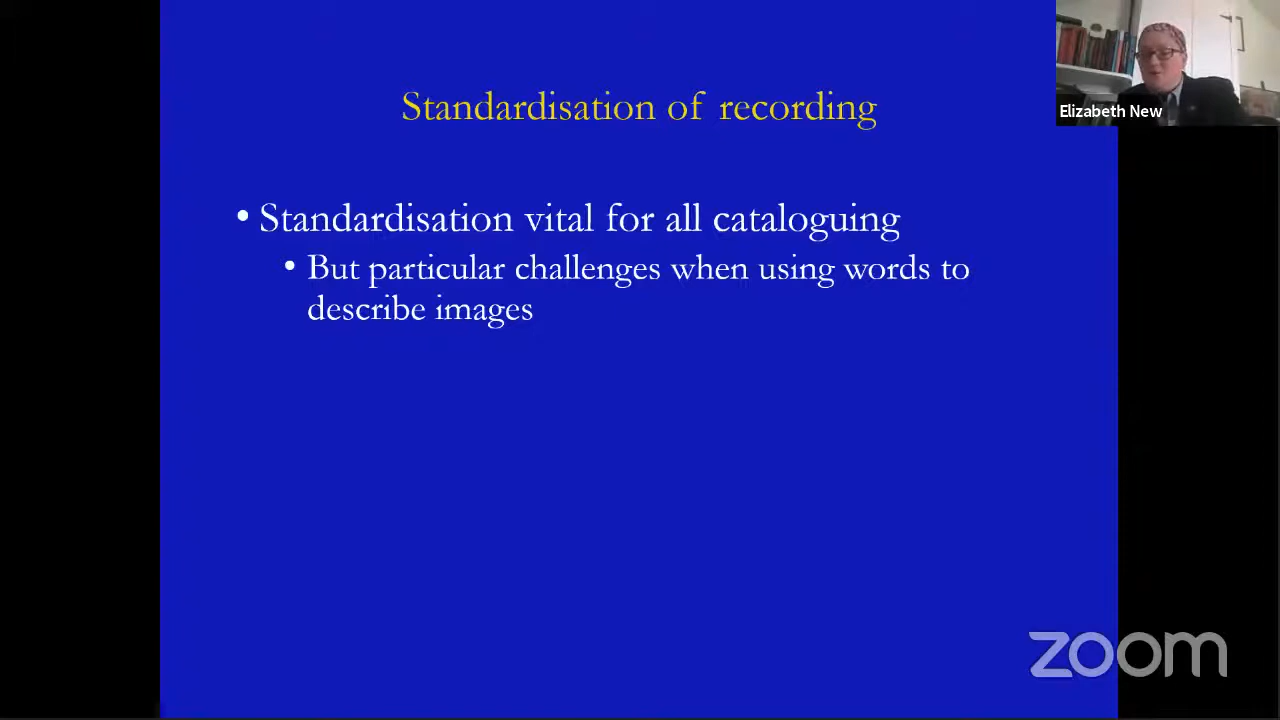 Standardisation of recording
Elizabeth New
• Standardisation vital for all cataloguing
• But particular challenges when using words to
describe images
zoom